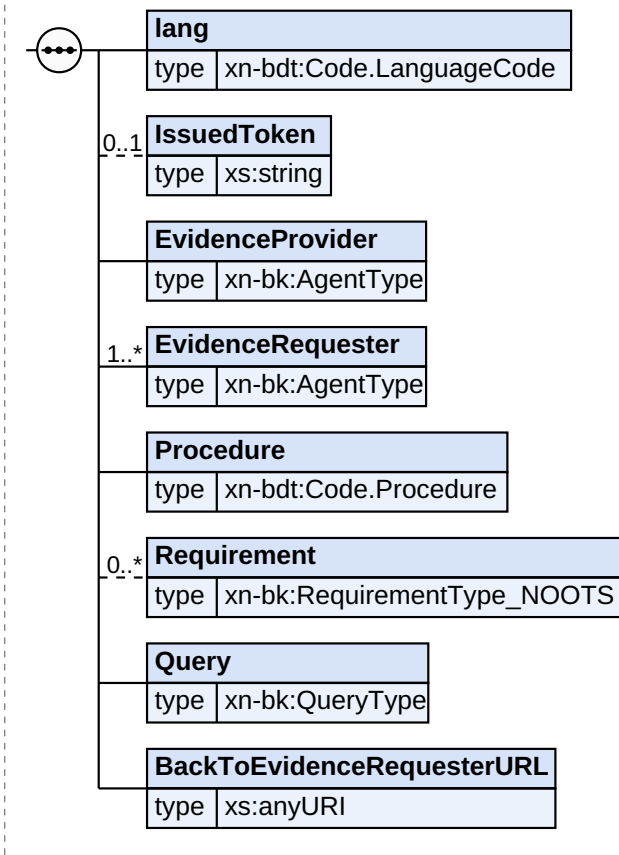 lang
type xn-bdt:Code.LanguageCode
0..1
IssuedToken
type xs:string
EvidenceProvider
type xn-bk:AgentType
1..*
EvidenceRequester
type xn-bk:AgentType
Procedure
type xn-bdt:Code.Procedure
0..*
Requirement
type xn-bk:RequirementType_NOOTS
Query
type xn-bk:QueryType
BackToEvidenceRequesterURL
type xs:anyURI